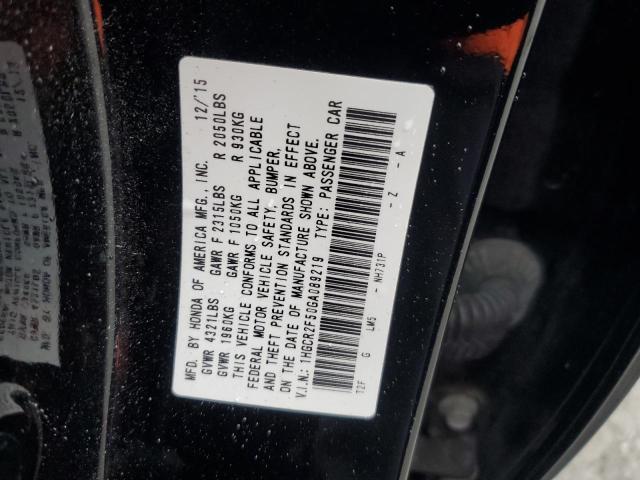 MFD. BY HONDA OF AMERICA MFG., INC. 12/'15
GVWR 4321LBS GAWR F 2315LBS R 2050LBS
GVWR 1960KG GAWR F 1050KG R 930KG
THIS VEHICLE CONFORMS TO ALL APPLICABLE
FEDERAL MOTOR VEHICLE SAFETY, BUMPER,
AND THEFT PREVENTION STANDARDS IN EFFECT
ON THE DATE OF MANUFACTURE SHOWN ABOVE.
V.I.N.: 1HGCR2F50GA089219 TYPE: PASSENGER CAR
T2F G LM5 - NH731P - Z - A